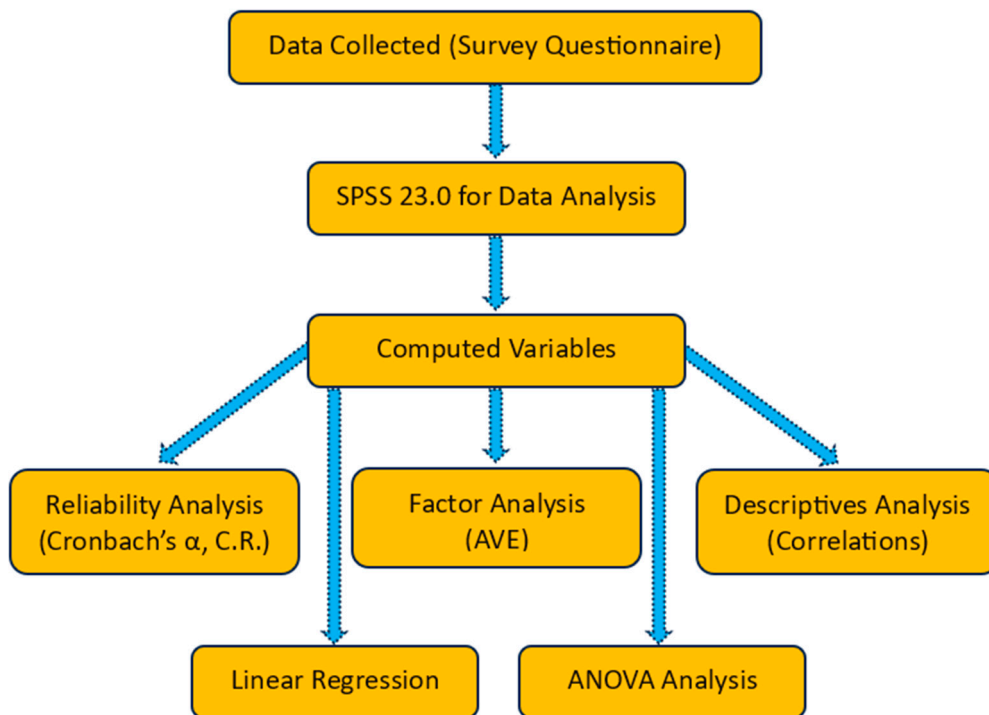 Data Collected (Survey Questionnaire)
SPSS 23.0 for Data Analysis
Computed Variables
Reliability Analysis
(Cronbach’s α, C.R.)
Factor Analysis
(AVE)
Descriptives Analysis
(Correlations)
Linear Regression
ANOVA Analysis